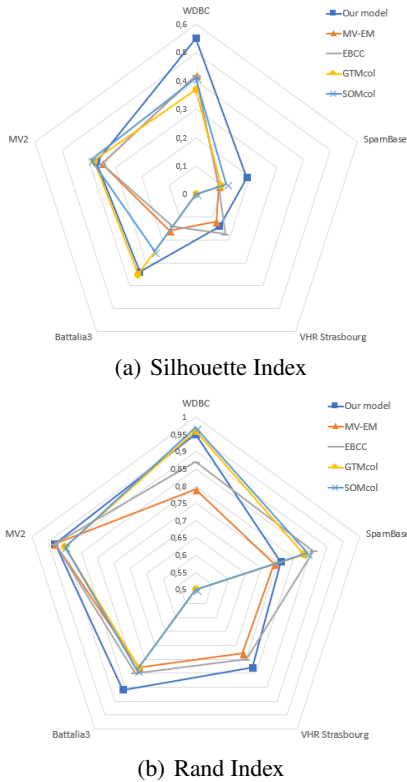 WDBC
0,6
0,5
0,4
0,3
0,2
0,1
0
SpamBase
VHR Strasbourg
Battalia3
MV2
Our model
MV-EM
EBCC
GTMcol
SOMcol
(a) Silhouette Index
WDBC
1
0,95
0,9
0,85
0,8
0,75
0,7
0,65
0,6
0,55
0,5
SpamBase
VHR Strasbourg
Battalia3
MV2
Our model
MV-EM
EBCC
GTMcol
SOMcol
(b) Rand Index